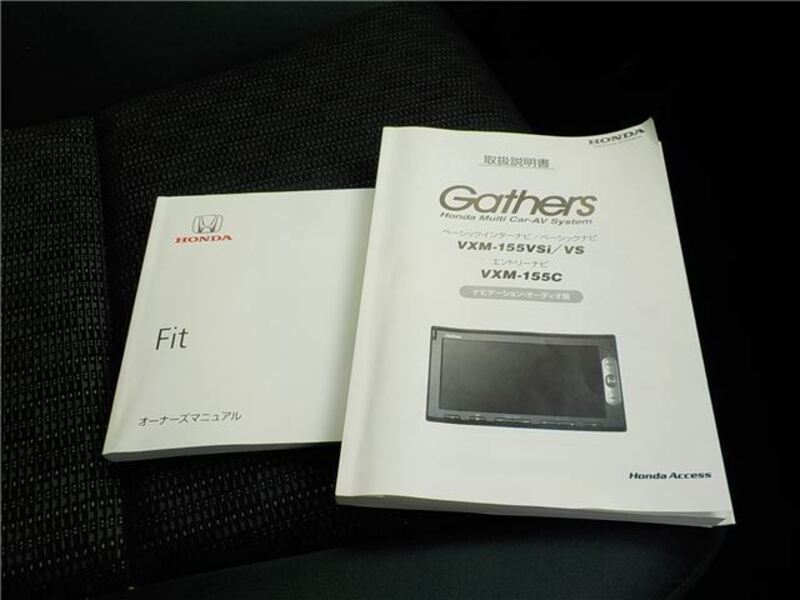 HONDA
Fit
オーナーズマニュアル
HONDA
取扱説明書
Gathers
Honda Multi Car-AV System
ベーシックインターナビ/ベーシックナビ
VXM-155VSi/VS
エントリーナビ
VXM-155C
ナビゲーション・オーディオ編
Honda Access